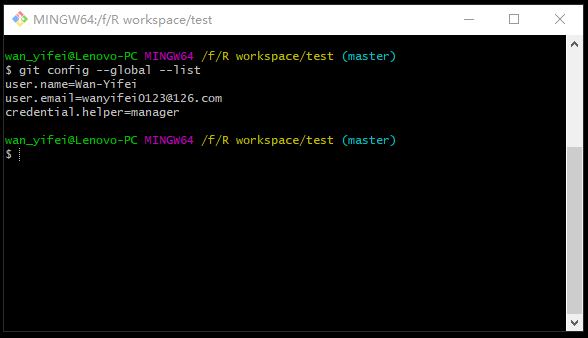 MINGW64:/f/R workspace/test
wan_yifei@Lenovo-PC MINGW64 /f/R workspace/test (master)
$ git config --global --list
user.name=Wan-Yifei
user.email=wanyifei0123@126.com
credential.helper=manager
wan_yifei@Lenovo-PC MINGW64 /f/R workspace/test (master)
$